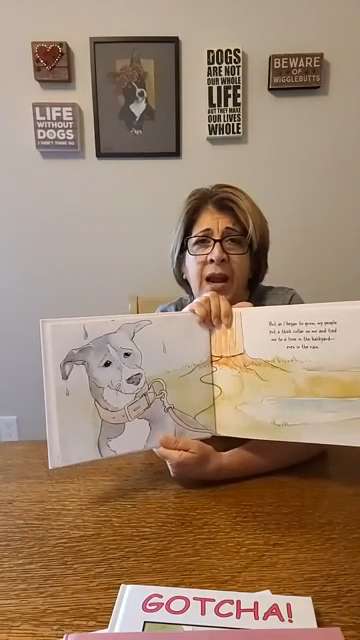 DOGS
ARE NOT
OUR WHOLE
LIFE
BUT THEY MAKE
OUR LIVES
WHOLE
BEWARE
OF
WIGGLEBUTTS
LIFE
WITHOUT
DOGS
I DON'T THINK SO
But as I began to grow, my people
put a thick collar on me and tied
me to a tree in the backyard—
even in the rain.
GOTCHA!